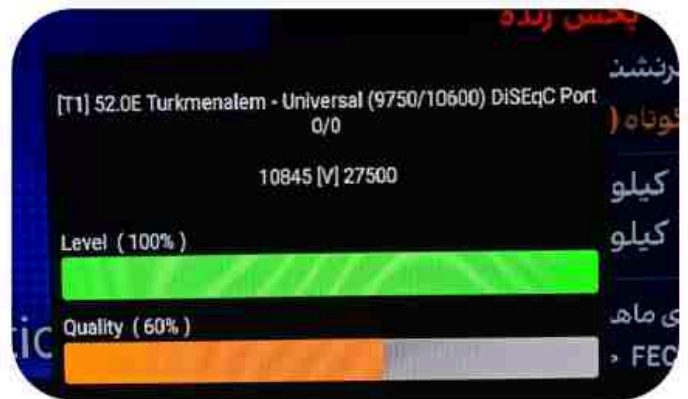 پخش زنده
[T1] 52.0E Turkmenalem - Universal (9750/10600) DiSEqC Port
0/0
10845 [V] 27500
کیلو
کیلو
Level ( 100% )
Quality ( 60% )
FEC